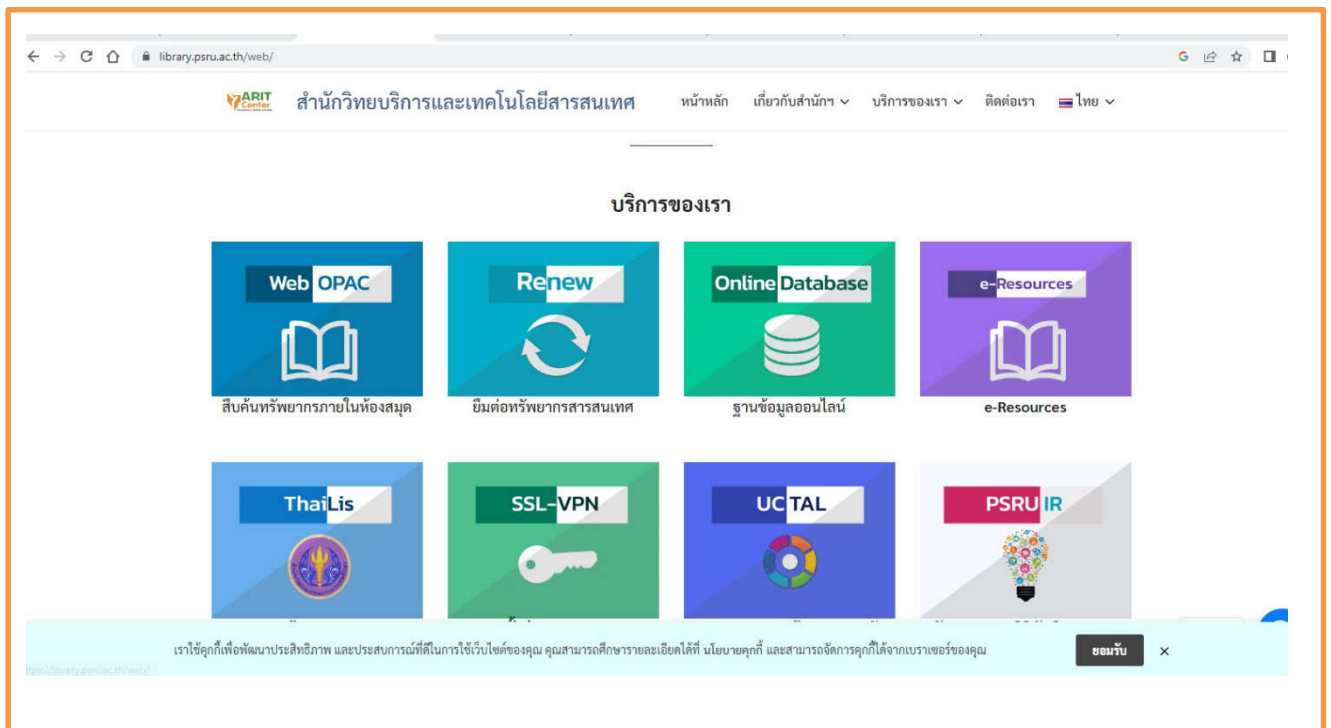 library.psru.ac.th/web/
ARIT Center สำนักวิทยบริการและเทคโนโลยีสารสนเทศ หน้าหลัก เกี่ยวกับสำนักฯ บริการของเรา ติดต่อเรา ไทย
บริการของเรา
Web OPAC Renew Online Database e-Resources
สืบค้นทรัพยากรภายในห้องสมุด ยืมต่อทรัพยากรสารสนเทศ ฐานข้อมูลออนไลน์ e-Resources
ThaiLis SSL-VPN UC TAL PSRU IR
เราใช้คุกกี้เพื่อพัฒนาประสิทธิภาพ และประสบการณ์ที่ดีในการใช้เว็บไซต์ของคุณ คุณสามารถศึกษารายละเอียดได้ที่ นโยบายคุกกี้ และสามารถจัดการคุกกี้ได้จากเบราเซอร์ของคุณ ยอมรับ ×